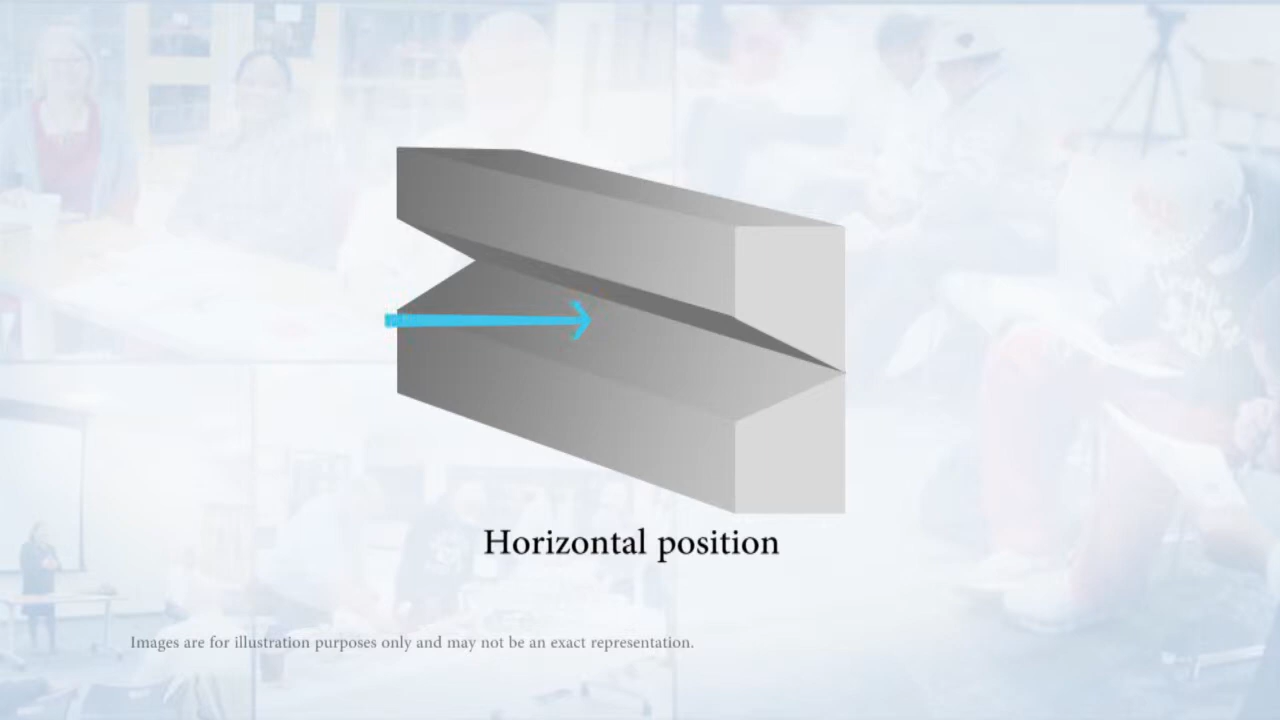 Horizontal position
Images are for illustration purposes only and may not be an exact representation.